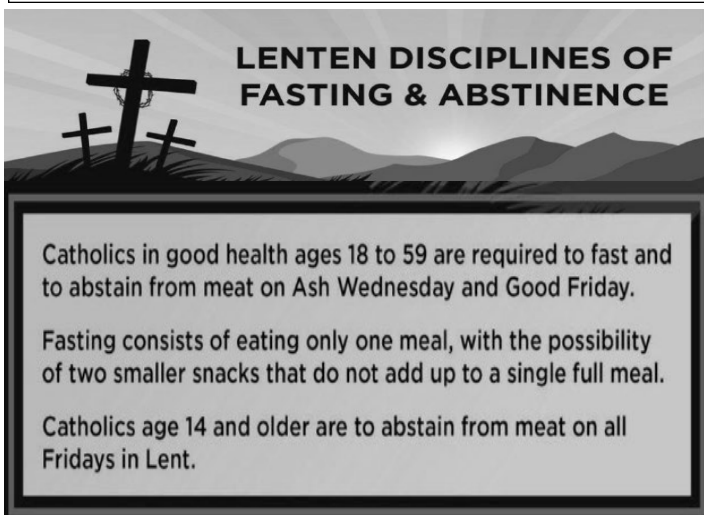 LENTEN DISCIPLINES OF
FASTING & ABSTINENCE
Catholics in good health ages 18 to 59 are required to fast and
to abstain from meat on Ash Wednesday and Good Friday.
Fasting consists of eating only one meal, with the possibility
of two smaller snacks that do not add up to a single full meal.
Catholics age 14 and older are to abstain from meat on all
Fridays in Lent.